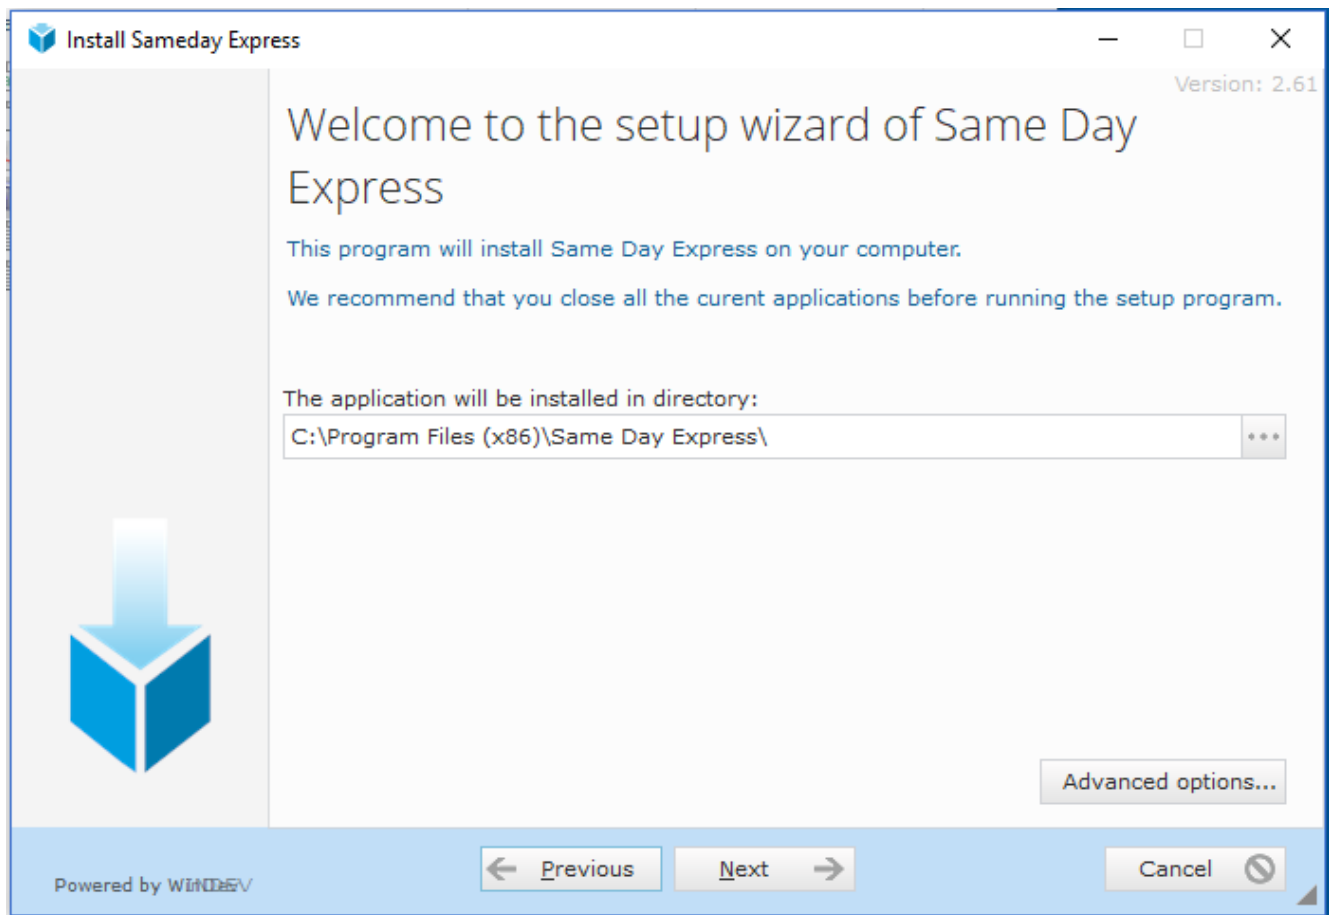 Install Sameday Express
Version: 2.61
Welcome to the setup wizard of Same Day
Express
This program will install Same Day Express on your computer.
We recommend that you close all the curent applications before running the setup program.
The application will be installed in directory:
C:\Program Files (x86)\Same Day Express\
Advanced options...
Previous
Next
Cancel
Powered by